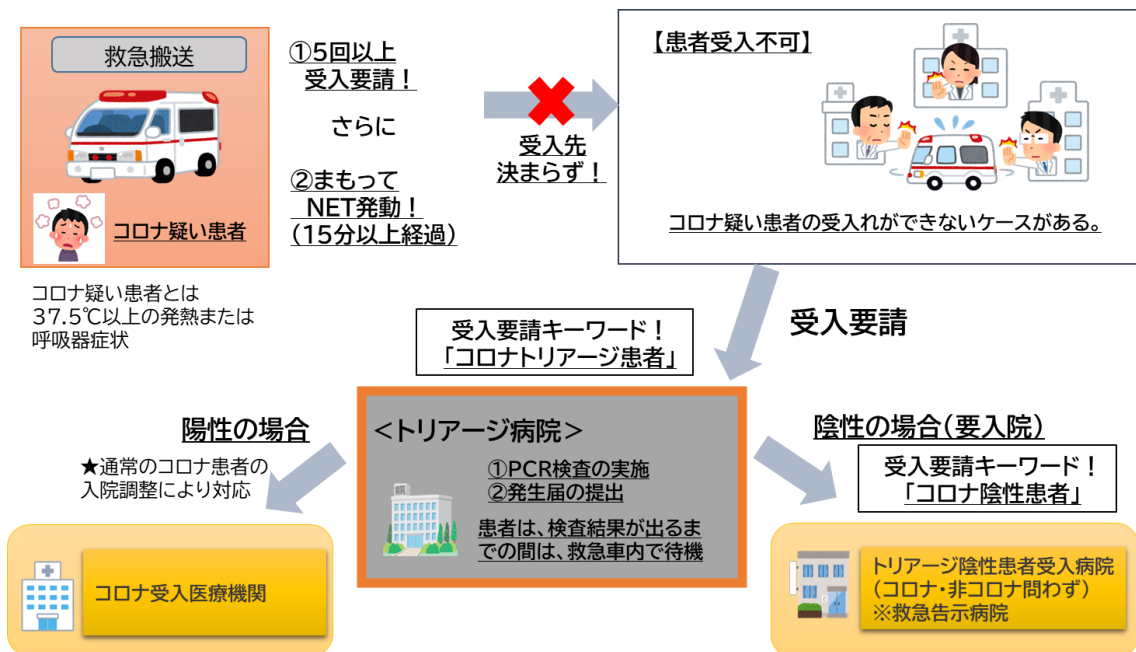 救急搬送
コロナ疑い患者
①5回以上
受入要請！
さらに
②まもって
NET発動！
(15分以上経過)
受入先
決まらず！
【患者受入不可】
コロナ疑い患者の受入れができないケースがある。
コロナ疑い患者とは
37.5℃以上の発熱または
呼吸器症状
受入要請キーワード！
「コロナトリアージ患者」
受入要請
陽性の場合
★通常のコロナ患者の
入院調整により対応
＜トリアージ病院＞
①PCR検査の実施
②発生届の提出
患者は、検査結果が出るま
での間は、救急車内で待機
陰性の場合(要入院)
受入要請キーワード！
「コロナ陰性患者」
コロナ受入医療機関
トリアージ陰性患者受入病院
(コロナ・非コロナ問わず)
※救急告示病院